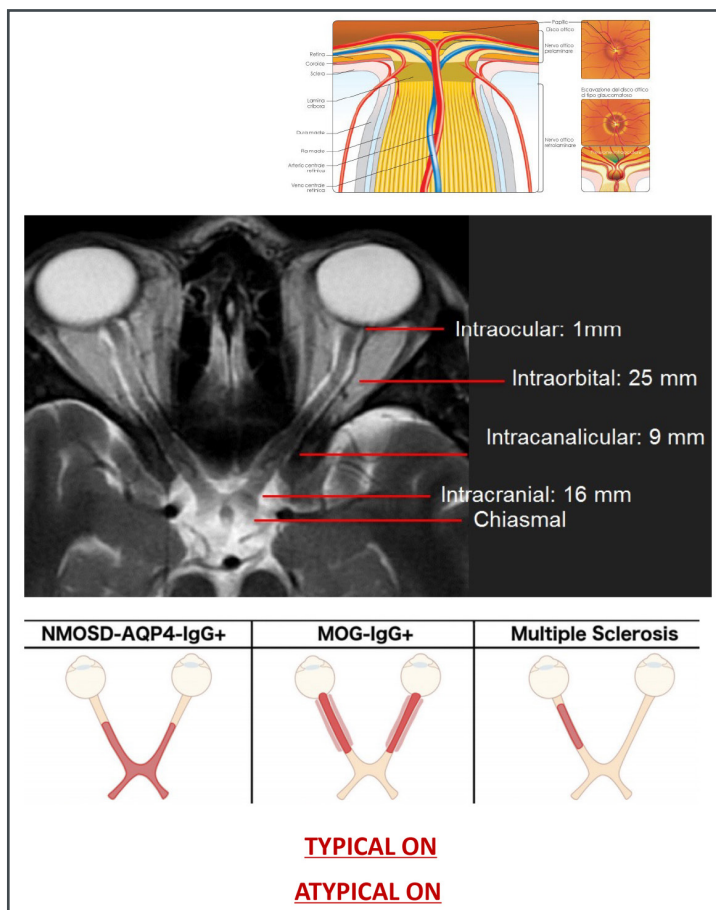 Papilla
Disco ottico
Nervo ottico
prelaminare
Retina
Coroide
Sclera
Lamina
cribrosa
Dura madre
Pia madre
Arteria centrale
retinica
Vena centrale
retinica
Nervo ottico
retrolaminare
Escavazione del disco ottico
di tipo glaucomatoso
Intraocular: 1mm
Intraorbital: 25 mm
Intracanalicular: 9 mm
Intracranial: 16 mm
Chiasmal
NMOSD-AQP4-IgG+
MOG-IgG+
Multiple Sclerosis
TYPICAL ON
ATYPICAL ON